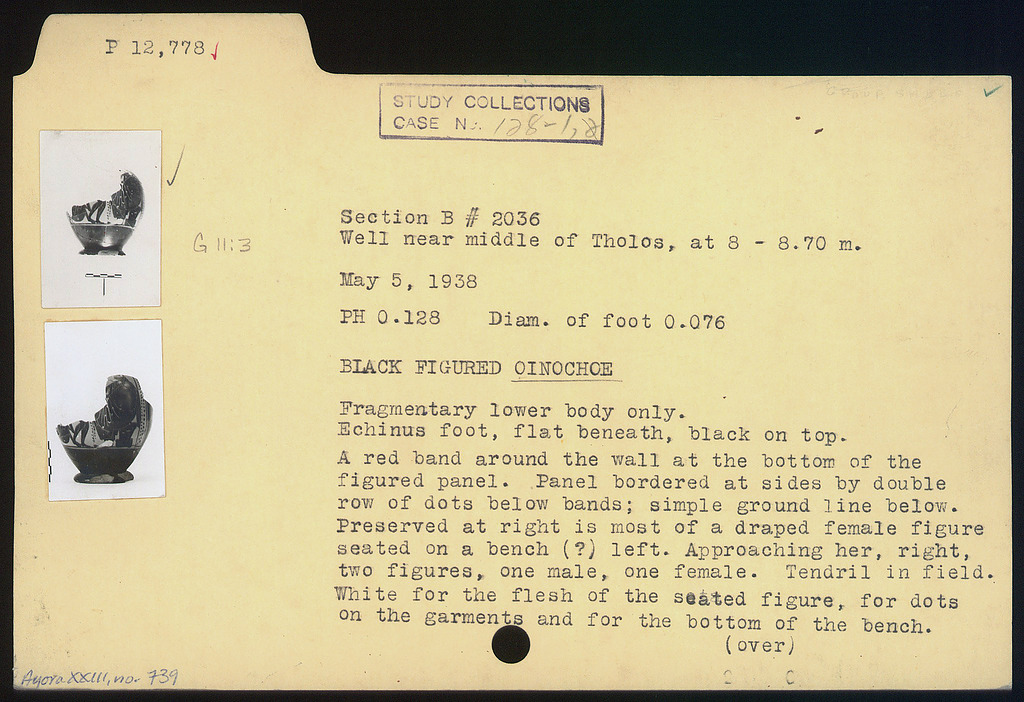 P 12,778
STUDY COLLECTIONS
CASE No. 128-1,2
G 11:3
Section B # 2036
Well near middle of Tholos, at 8 - 8.70 m.
May 5, 1938
PH 0.128 Diam. of foot 0.076
BLACK FIGURED OINOCHOE
Fragmentary lower body only.
Echinus foot, flat beneath, black on top.
A red band around the wall at the bottom of the
figured panel. Panel bordered at sides by double
row of dots below bands; simple ground line below.
Preserved at right is most of a draped female figure
seated on a bench (?) left. Approaching her, right,
two figures, one male, one female. Tendril in field.
White for the flesh of the seated figure, for dots
on the garments and for the bottom of the bench.
(over)
Agora XXIII, no. 739